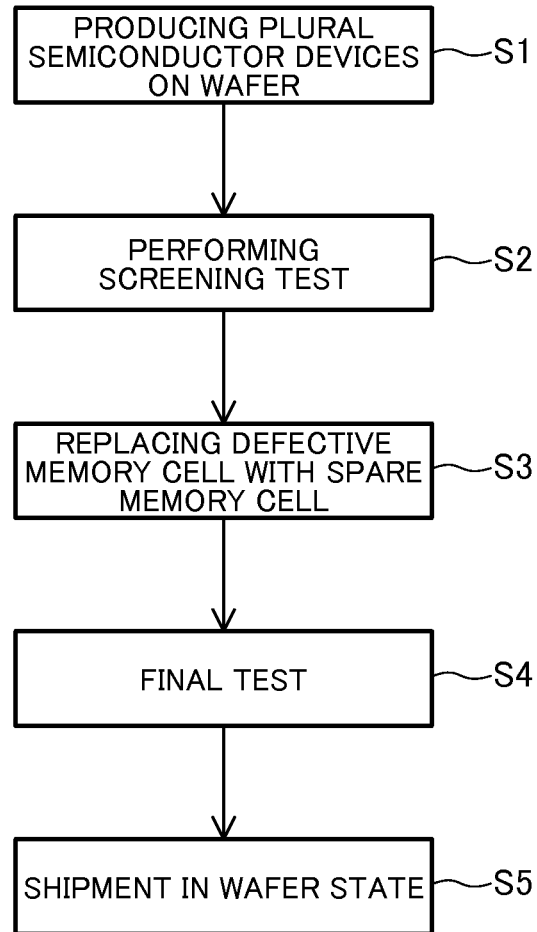 PRODUCING PLURAL
SEMICONDUCTOR DEVICES
ON WAFER
S1
PERFORMING
SCREENING TEST
S2
REPLACING DEFECTIVE
MEMORY CELL WITH SPARE
MEMORY CELL
S3
FINAL TEST
S4
SHIPMENT IN WAFER STATE
S5